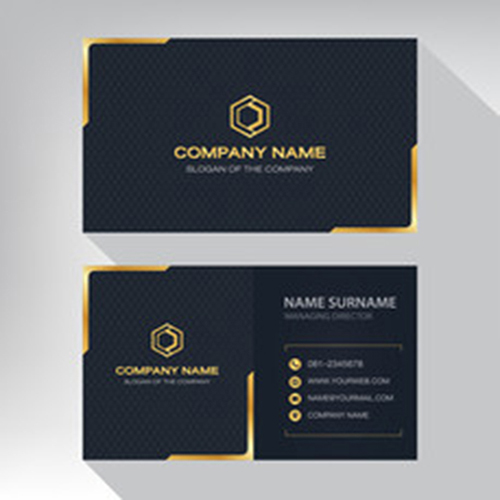 COMPANY NAME
SLOGAN OF THE COMPANY
NAME SURNAME
MANAGING DIRECTOR
COMPANY NAME
SLOGAN OF THE COMPANY
081-2345678
WWW.YOURWEB.COM
NAME@YOURMAIL.COM
COMPANY NAME